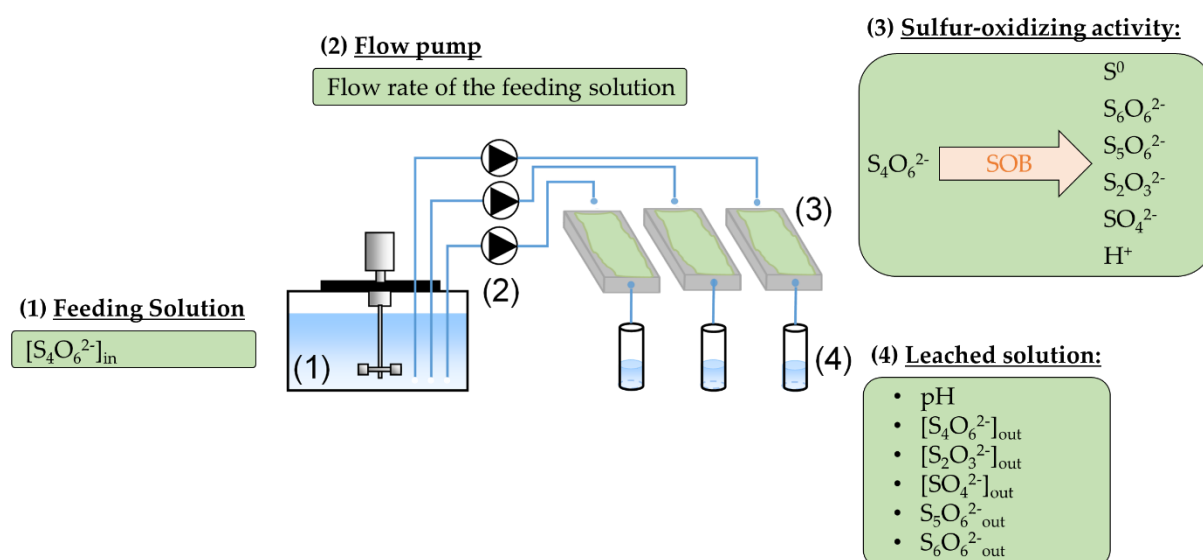 (2) Flow pump
Flow rate of the feeding solution
(3) Sulfur-oxidizing activity:
S⁰
S₆O₆²⁻
S₅O₆²⁻
S₄O₆²⁻
SOB
S₂O₃²⁻
SO₄²⁻
H⁺
(3)
(2)
(1) Feeding Solution
[S₄O₆²⁻]in
(1)
(4)
(4) Leached solution:
• pH
• [S₄O₆²⁻]out
• [S₂O₃²⁻]out
• [SO₄²⁻]out
• S₅O₆²⁻out
• S₆O₆²⁻out